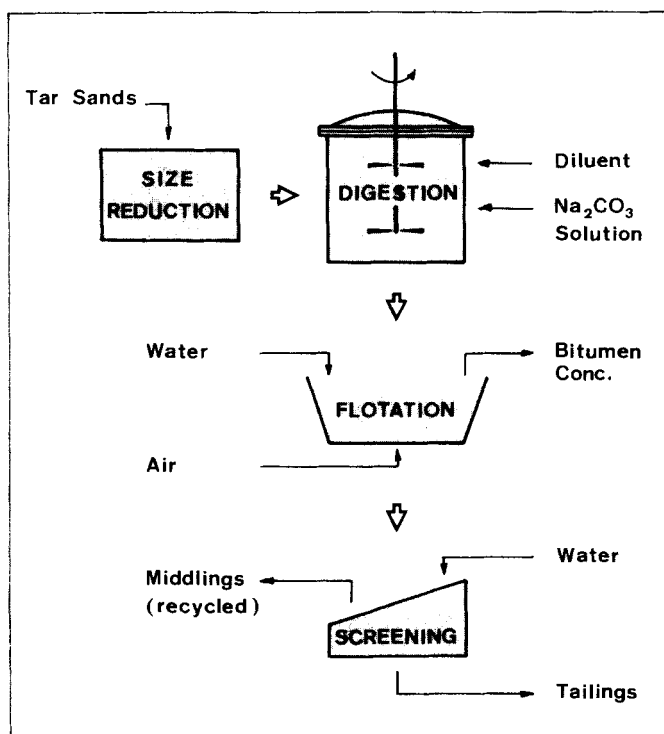 Tar Sands
SIZE
REDUCTION
DIGESTION
Diluent
Na₂CO₃
Solution
Water
Bitumen
Conc.
FLOTATION
Air
Water
Middlings
(recycled)
SCREENING
Tailings